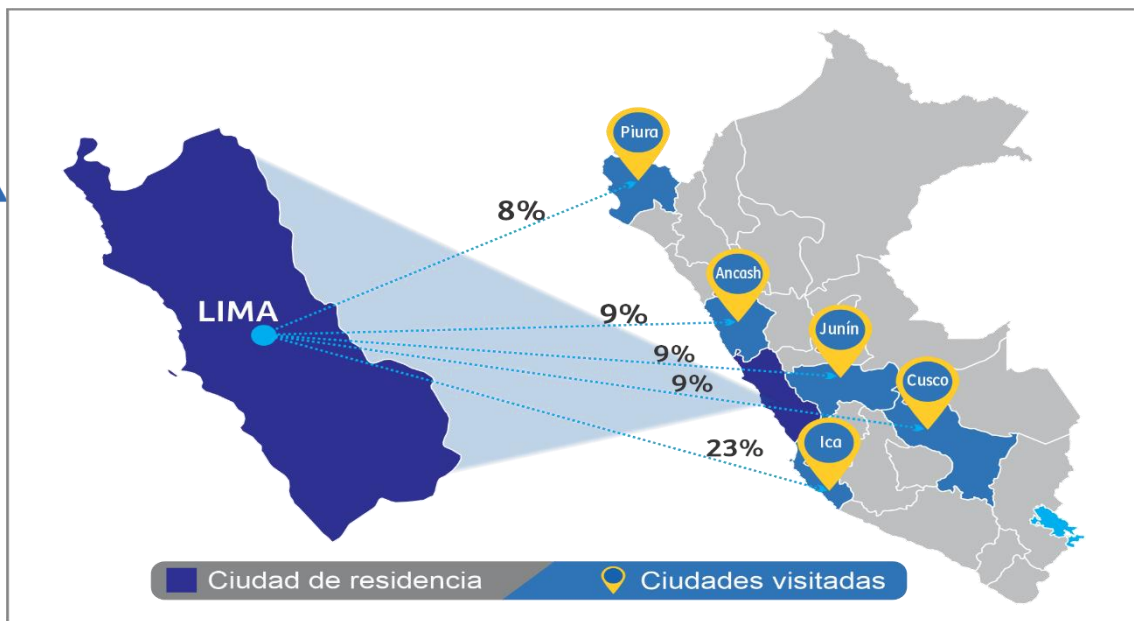 Piura
8%
Ancash
LIMA
9%
Junín
9%
9%
Cusco
23%
Ica
Ciudad de residencia
Ciudades visitadas